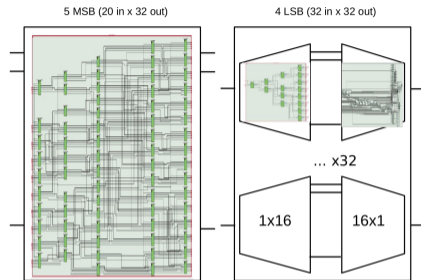 5 MSB (20 in x 32 out)
4 LSB (32 in x 32 out)
... x32
1x16
16x1